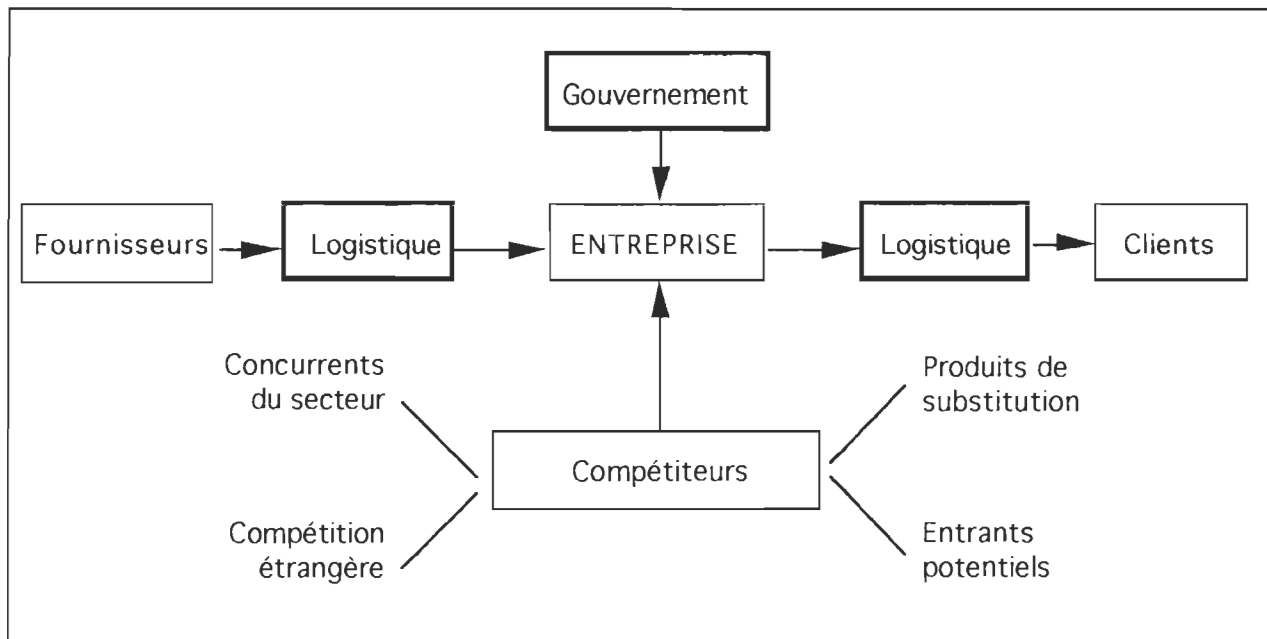 Gouvernement
Fournisseurs
Logistique
ENTREPRISE
Logistique
Clients
Concurrents
du secteur
Produits de
substitution
Compétiteurs
Compétition
étrangère
Entrants
potentiels